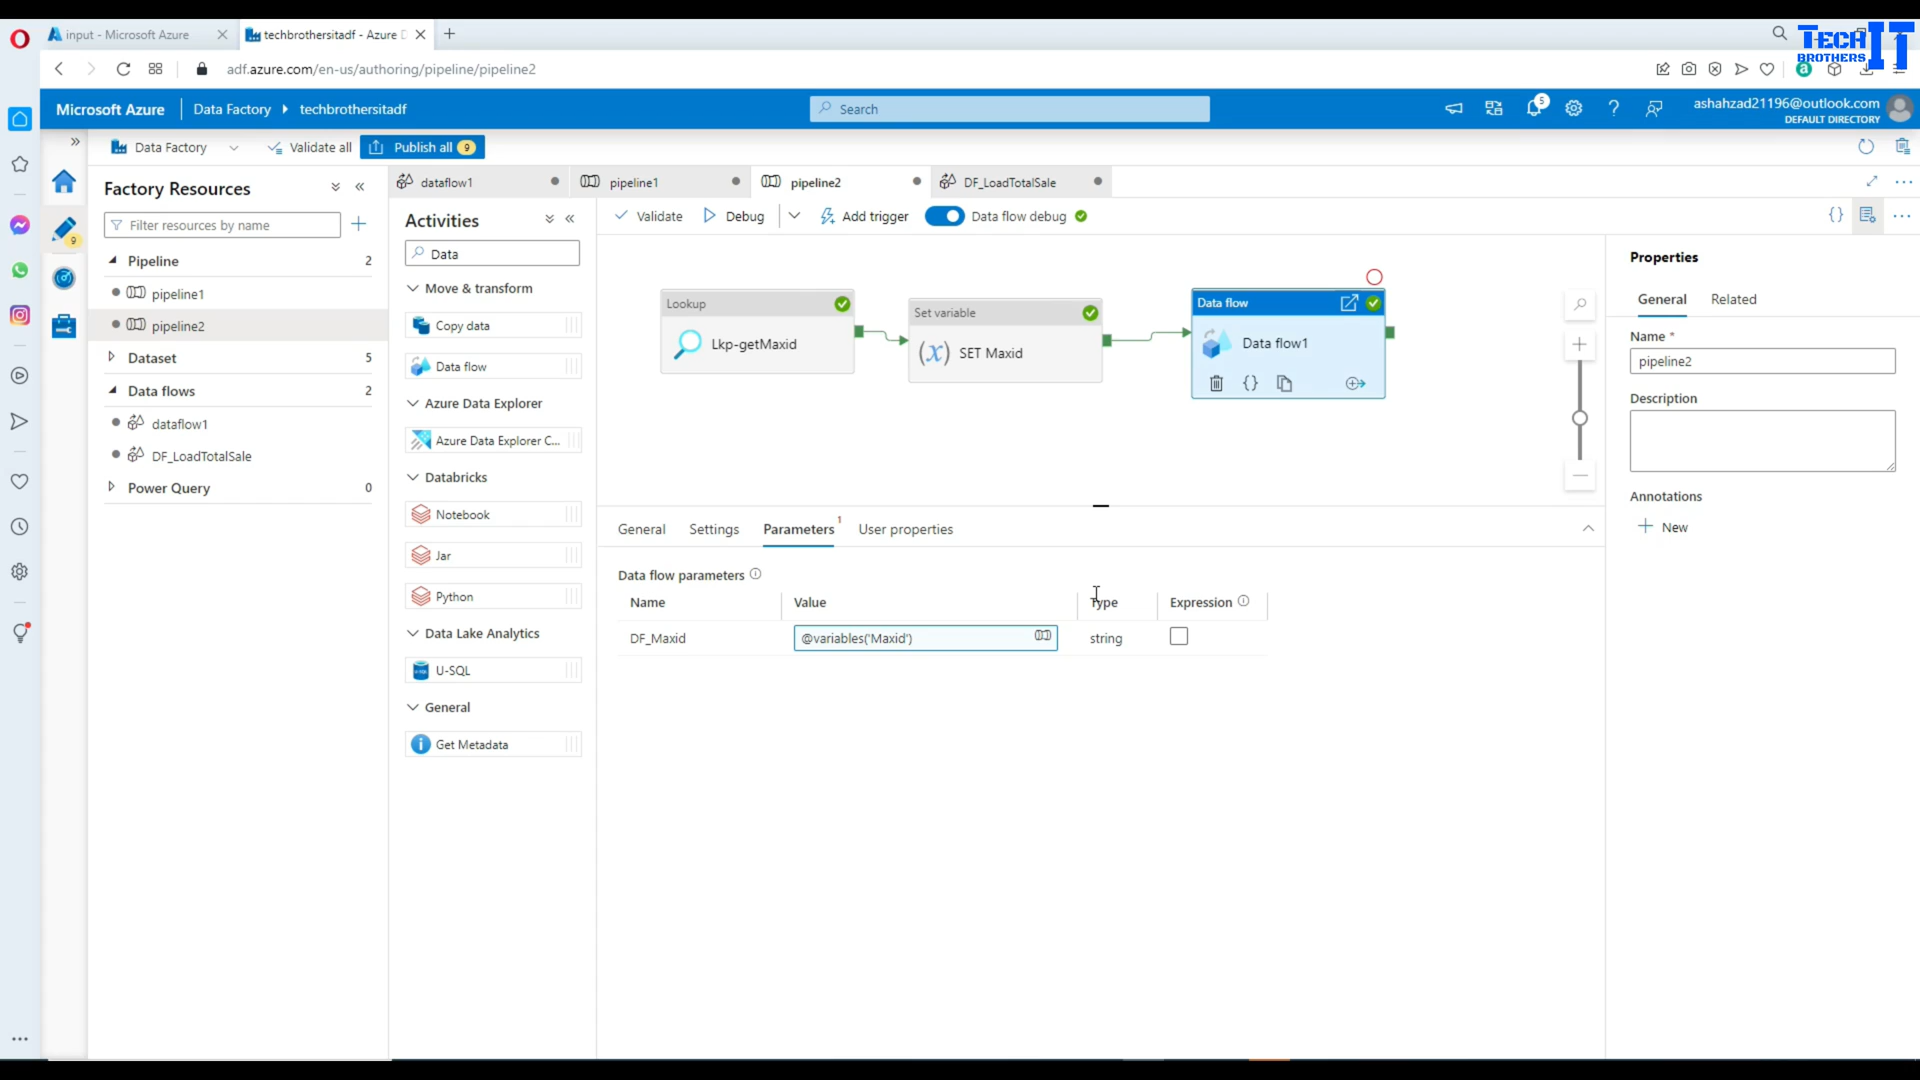 input - Microsoft Azure
techbrothersitadf - Azure D
TECH IT
BROTHERS
adf.azure.com/en-us/authoring/pipeline/pipeline2
Microsoft Azure
Data Factory
techbrothersitadf
Search
5
ashahzad21196@outlook.com
DEFAULT DIRECTORY
Data Factory
Validate all
Publish all 9
Factory Resources
Filter resources by name
9
Pipeline 2
pipeline1
pipeline2
Dataset 5
Data flows 2
dataflow1
DF_LoadTotalSale
Power Query 0
dataflow1
pipeline1
pipeline2
DF_LoadTotalSale
Activities
Data
Move & transform
Copy data
Data flow
Azure Data Explorer
Azure Data Explorer C...
Databricks
Notebook
Jar
Python
Data Lake Analytics
U-SQL
General
Get Metadata
Validate
Debug
Add trigger
Data flow debug
Lookup
Lkp-getMaxid
Set variable
(x) SET Maxid
Data flow
Data flow1
General
Settings
Parameters 1
User properties
Data flow parameters
Name Value Type Expression
DF_Maxid @variables('Maxid') string
Properties
General
Related
Name *
pipeline2
Description
Annotations
New